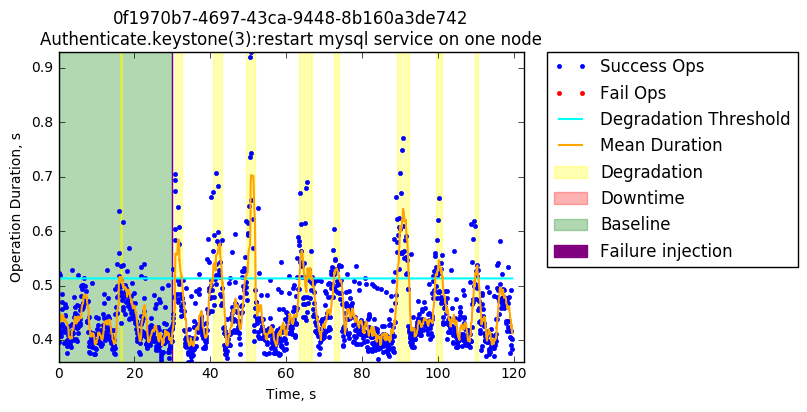 0f1970b7-4697-43ca-9448-8b160a3de742
Authenticate.keystone(3):restart mysql service on one node
0.9
0.8
0.7
0.6
0.5
0.4
Operation Duration, s
0 20 40 60 80 100 120
Time, s
Success Ops
Fail Ops
Degradation Threshold
Mean Duration
Degradation
Downtime
Baseline
Failure injection